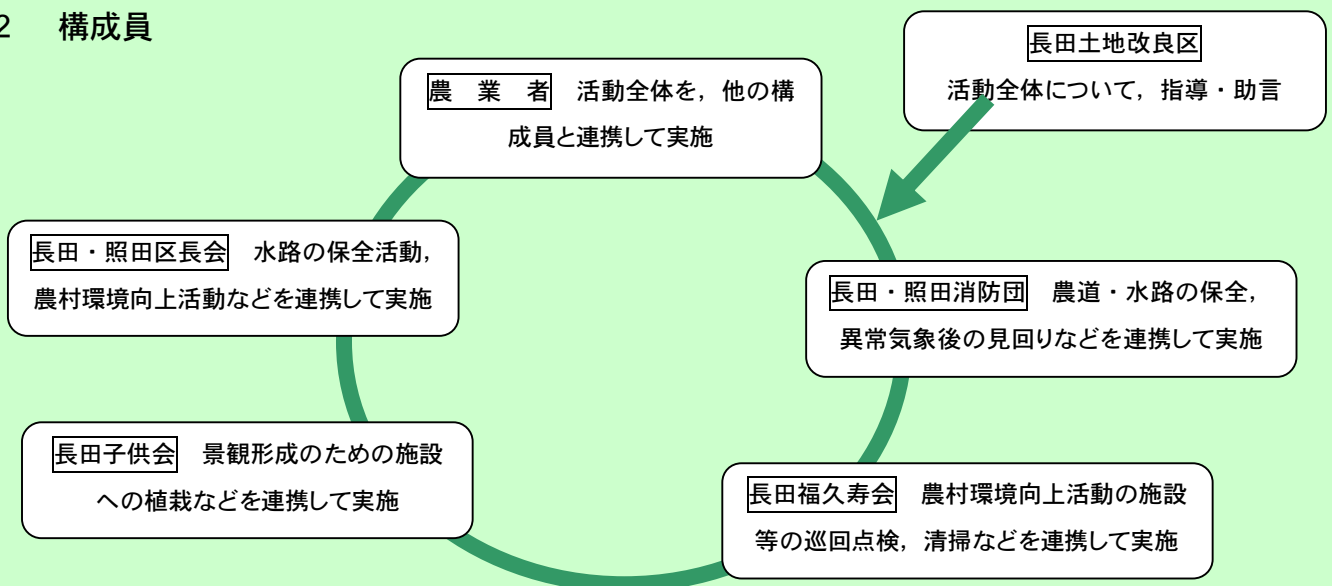 2 構成員
長田土地改良区
活動全体について，指導・助言
農 業 者 活動全体を，他の構
成員と連携して実施
長田・照田区長会 水路の保全活動，
農村環境向上活動などを連携して実施
長田・照田消防団 農道・水路の保全，
異常気象後の見回りなどを連携して実施
長田子供会 景観形成のための施設
への植栽などを連携して実施
長田福久寿会 農村環境向上活動の施設
等の巡回点検，清掃などを連携して実施